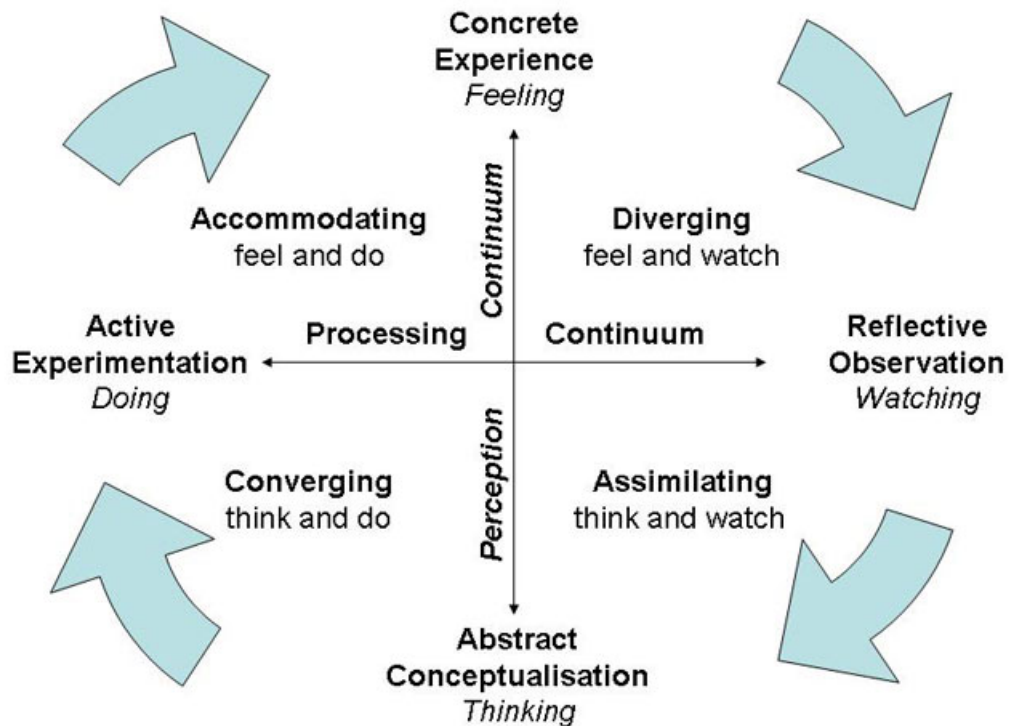 Concrete
Experience
Feeling
Accommodating
feel and do
Continuum
Diverging
feel and watch
Active
Experimentation
Doing
Processing
Continuum
Reflective
Observation
Watching
Converging
think and do
Perception
Assimilating
think and watch
Abstract
Conceptualisation
Thinking